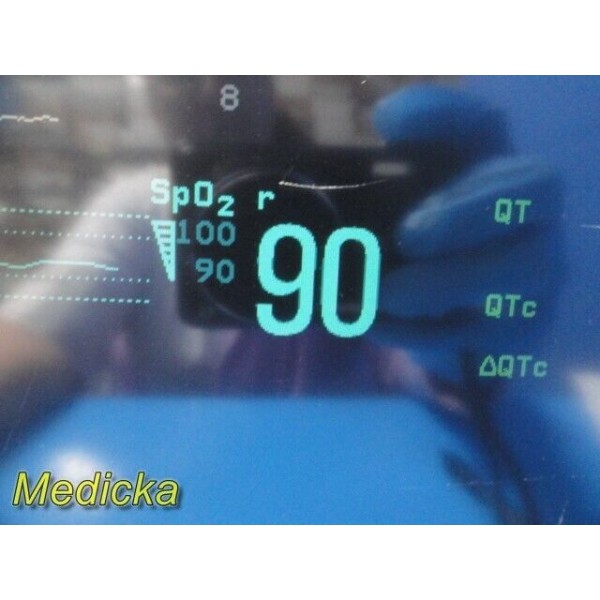 8
SpO₂ r
100
90
90
QT
QTc
ΔQTc
Medicka